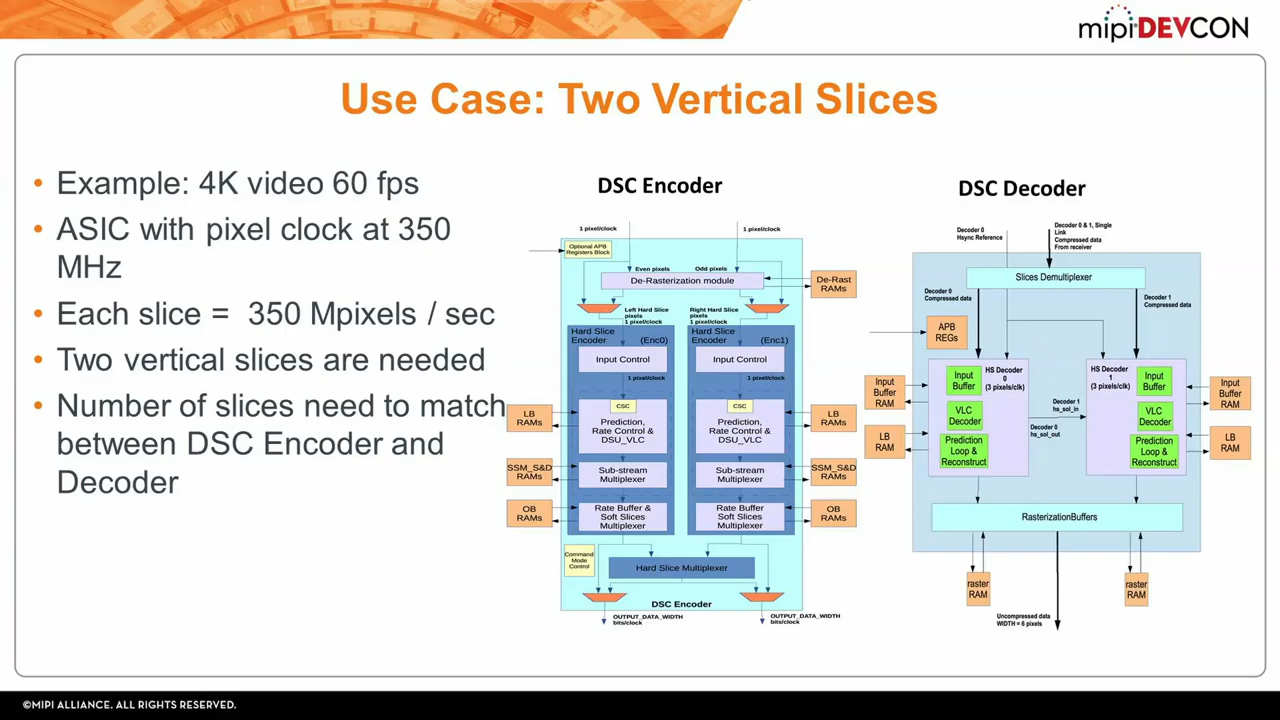 mipi DEVCON
Use Case: Two Vertical Slices
• Example: 4K video 60 fps
• ASIC with pixel clock at 350
MHz
• Each slice = 350 Mpixels / sec
• Two vertical slices are needed
• Number of slices need to match
between DSC Encoder and
Decoder
DSC Encoder
1 pixel/clock
1 pixel/clock
Optional APB
Registers Block
Even pixels
Odd pixels
De-Rasterization module
De-Rast
RAMs
Left Hard Slice
pixels
1 pixel/clock
Right Hard Slice
pixels
1 pixel/clock
Hard Slice
Encoder (Enc0)
Hard Slice
Encoder (Enc1)
Input Control
Input Control
1 pixel/clock
1 pixel/clock
CSC
CSC
LB
RAMs
Prediction,
Rate Control &
DSU_VLC
Prediction,
Rate Control &
DSU_VLC
LB
RAMs
SSM_S&D
RAMs
Sub-stream
Multiplexer
Sub-stream
Multiplexer
SSM_S&D
RAMs
OB
RAMs
Rate Buffer &
Soft Slices
Multiplexer
Rate Buffer
Soft Slices
Multiplexer
OB
RAMs
Command
Mode
Control
Hard Slice Multiplexer
DSC Encoder
OUTPUT_DATA_WIDTH
bits/clock
OUTPUT_DATA_WIDTH
bits/clock
DSC Decoder
Decoder 0
Hsync Reference
Decoder 0 & 1, Single
Link
Compressed data
From receiver
Slices Demultiplexer
Decoder 0
Compressed data
Decoder 1
Compressed data
APB
REGs
HS Decoder
0
(3 pixels/clk)
HS Decoder
1
(3 pixels/clk)
Input
Buffer
RAM
Input
Buffer
Input
Buffer
Input
Buffer
RAM
VLC
Decoder
Decoder 1
hs_sol_in
Decoder 0
hs_sol_out
VLC
Decoder
LB
RAM
Prediction
Loop &
Reconstruct
Prediction
Loop &
Reconstruct
LB
RAM
RasterizationBuffers
raster
RAM
raster
RAM
Uncompressed data
WIDTH = 6 pixels
©MIPI ALLIANCE. ALL RIGHTS RESERVED.